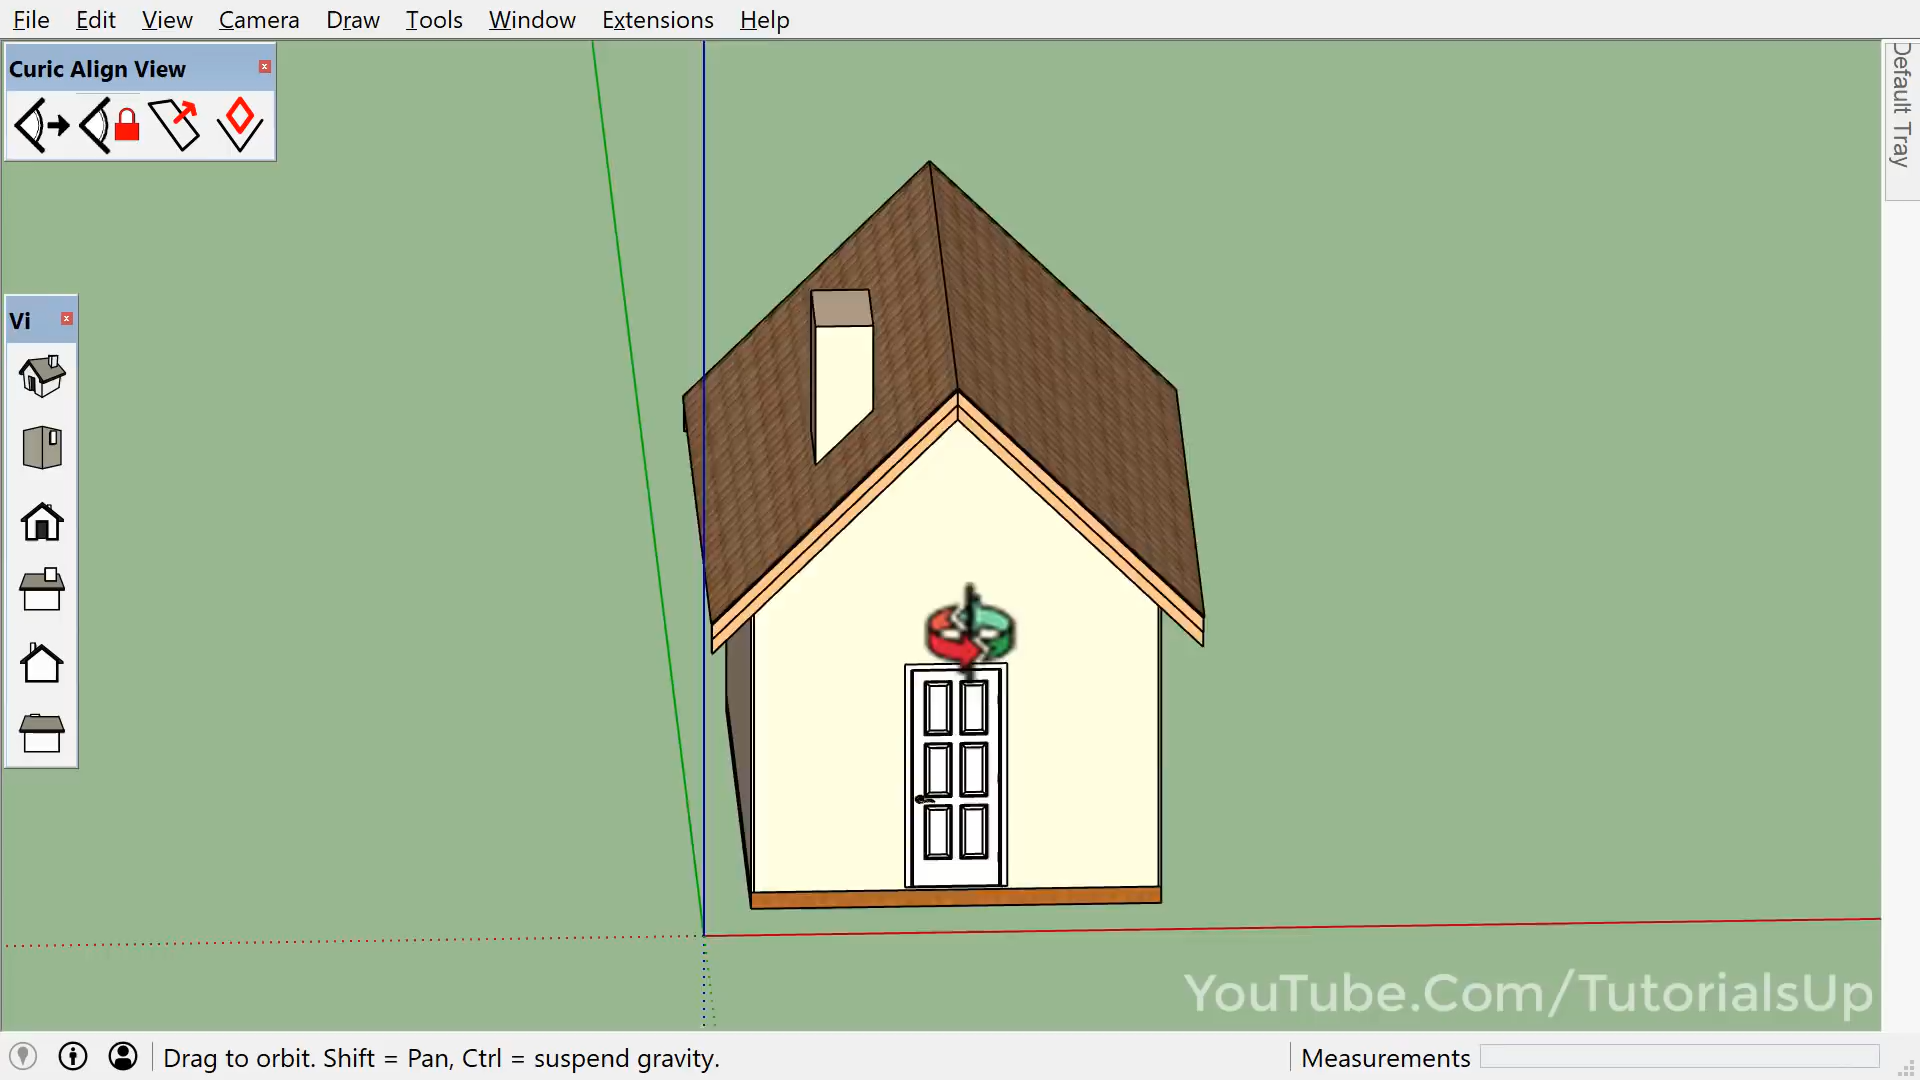 File Edit View Camera Draw Tools Window Extensions Help
Curic Align View
Default Tray
Vi
YouTube.Com/TutorialsUp
Drag to orbit. Shift = Pan, Ctrl = suspend gravity.
Measurements